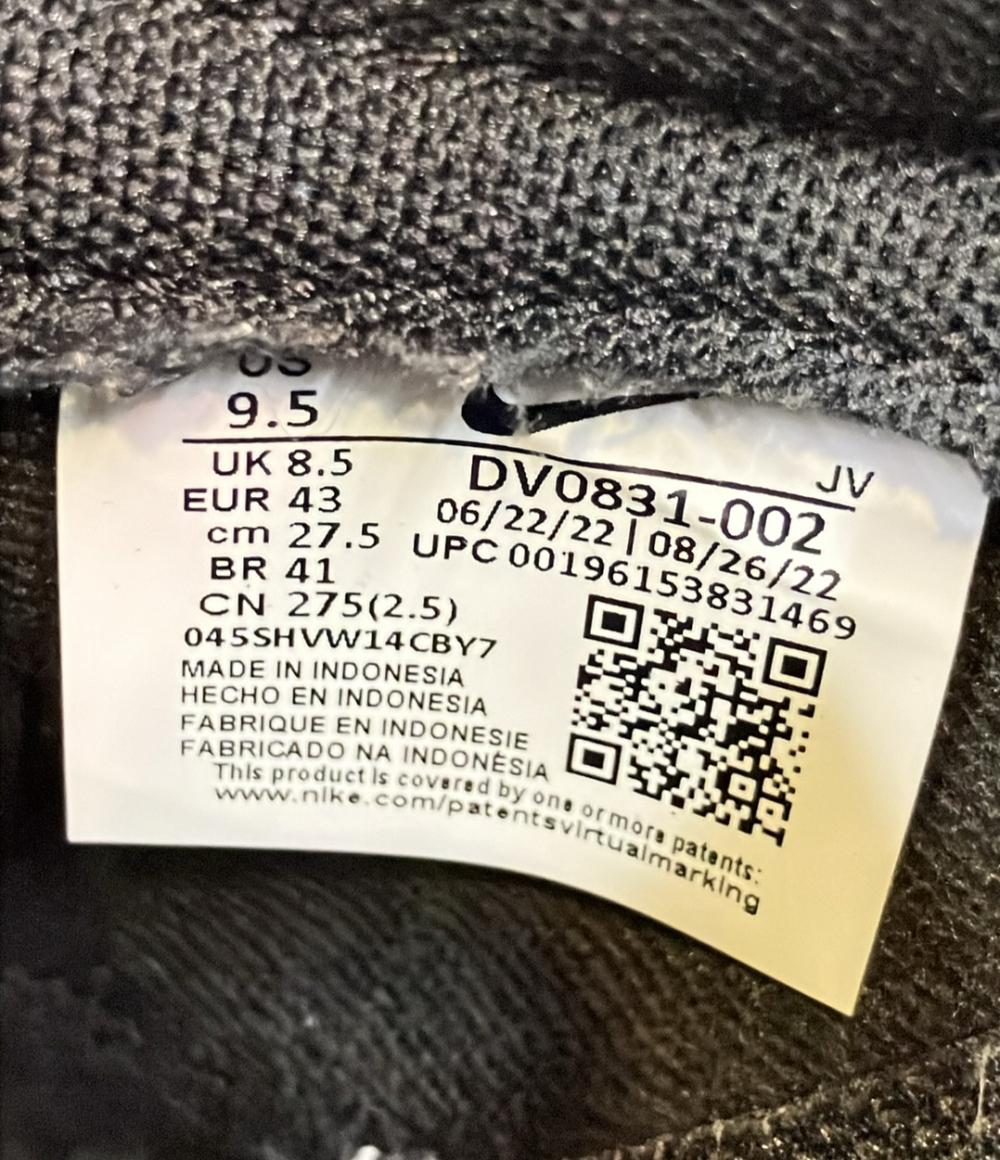 US
9.5
UK 8.5
EUR 43
cm 27.5
BR 41
CN 275(2.5)
045SHVW14CBY7
JV
DV0831-002
06/22/22 | 08/26/22
UPC 00196153831469
MADE IN INDONESIA
HECHO EN INDONESIA
FABRIQUE EN INDONESIE
FABRICADO NA INDONÉSIA
This product is covered by one or more patents:
www.nike.com/patentsvirtualmarking